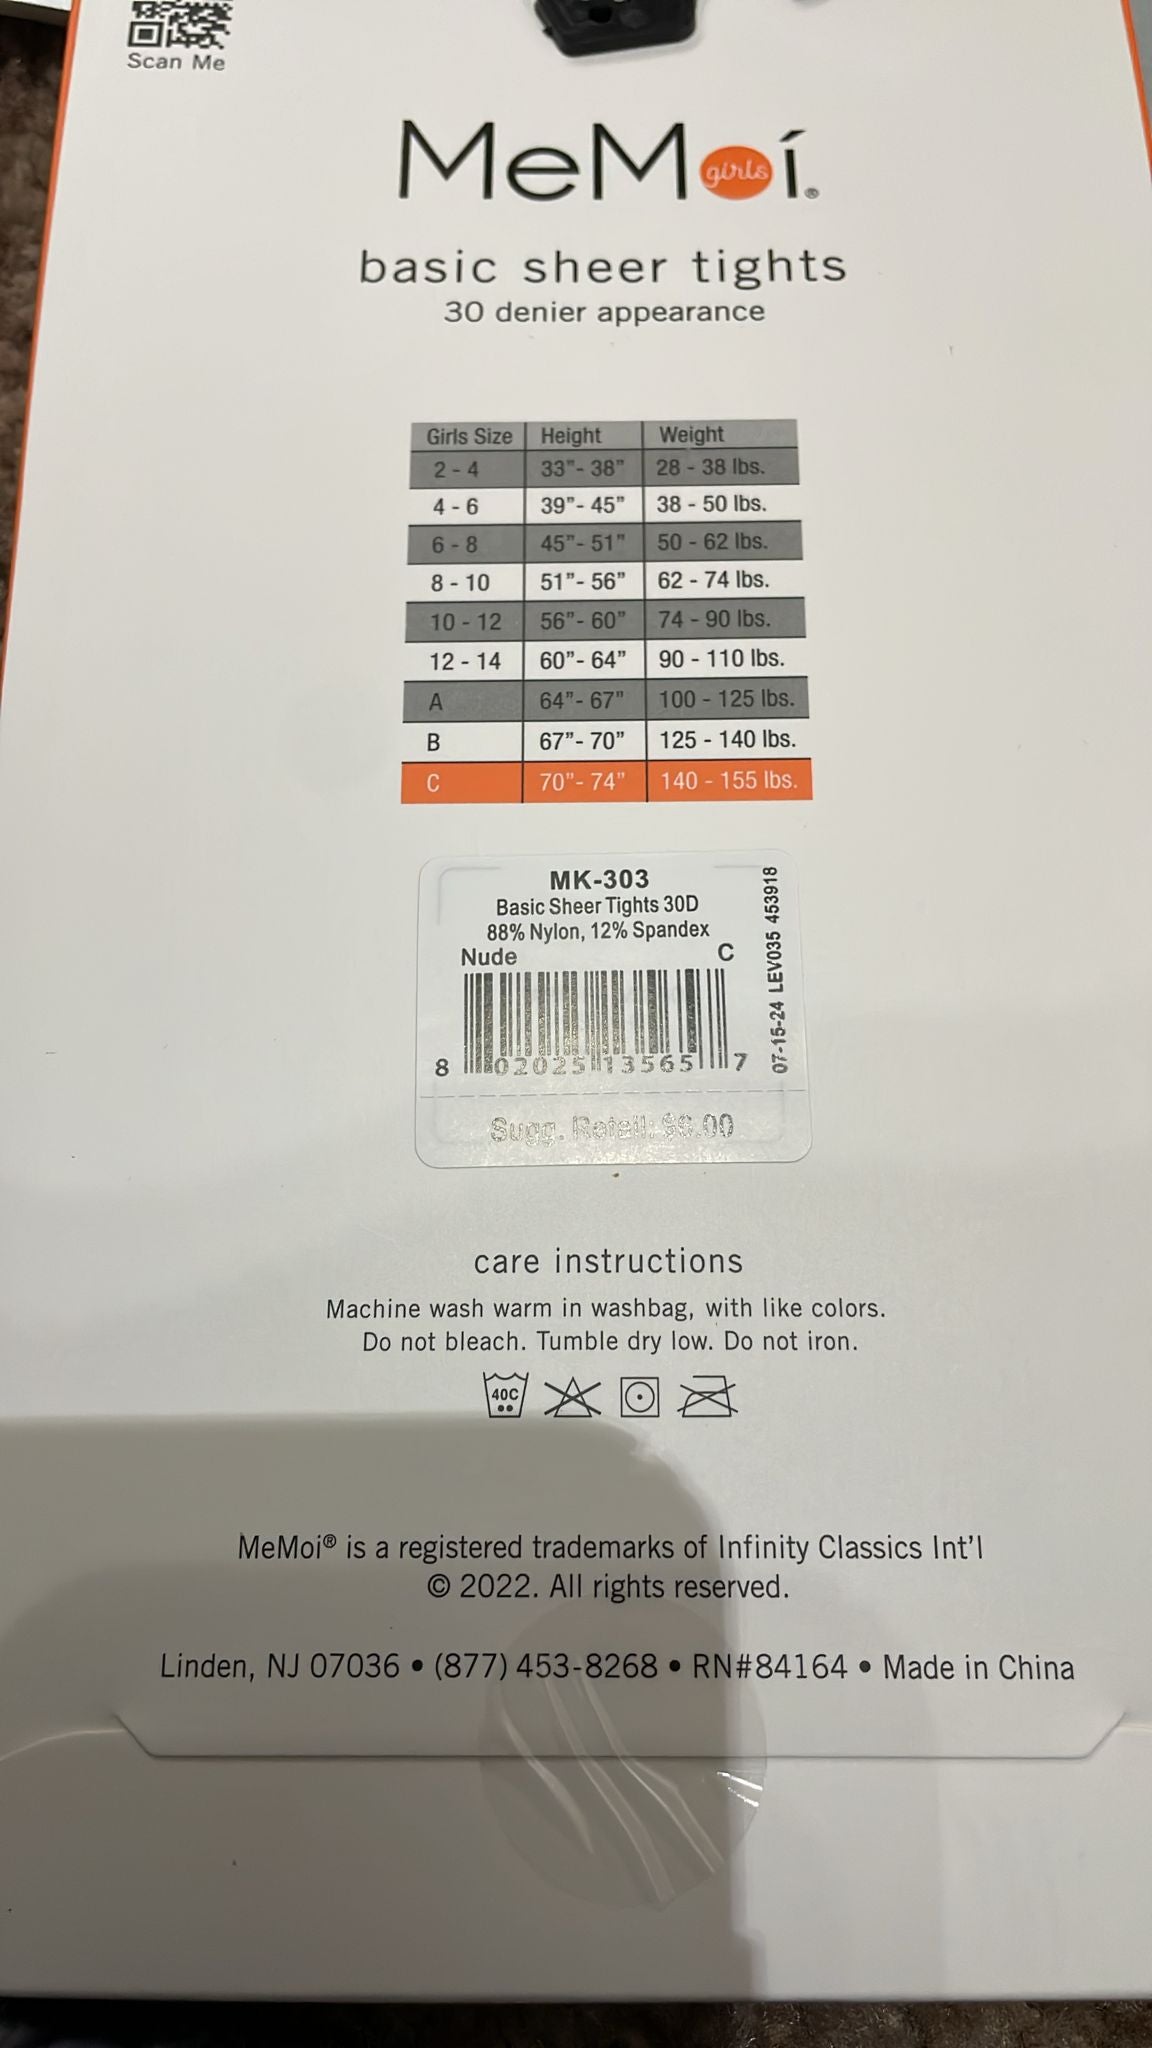 Scan Me
MeMoí®
girls
basic sheer tights
30 denier appearance
Girls Size Height Weight
2 - 4 33”- 38” 28 - 38 lbs.
4 - 6 39”- 45” 38 - 50 lbs.
6 - 8 45”- 51” 50 - 62 lbs.
8 - 10 51”- 56” 62 - 74 lbs.
10 - 12 56”- 60” 74 - 90 lbs.
12 - 14 60”- 64” 90 - 110 lbs.
A 64”- 67” 100 - 125 lbs.
B 67”- 70” 125 - 140 lbs.
C 70”- 74” 140 - 155 lbs.
MK-303
Basic Sheer Tights 30D
88% Nylon, 12% Spandex
Nude C
8 02025 13565 7
07-15-24 LEV035 453918
Sugg. Retail: $6.00
care instructions
Machine wash warm in washbag, with like colors.
Do not bleach. Tumble dry low. Do not iron.
40C
MeMoi® is a registered trademarks of Infinity Classics Int'l
© 2022. All rights reserved.
Linden, NJ 07036 • (877) 453-8268 • RN#84164 • Made in China